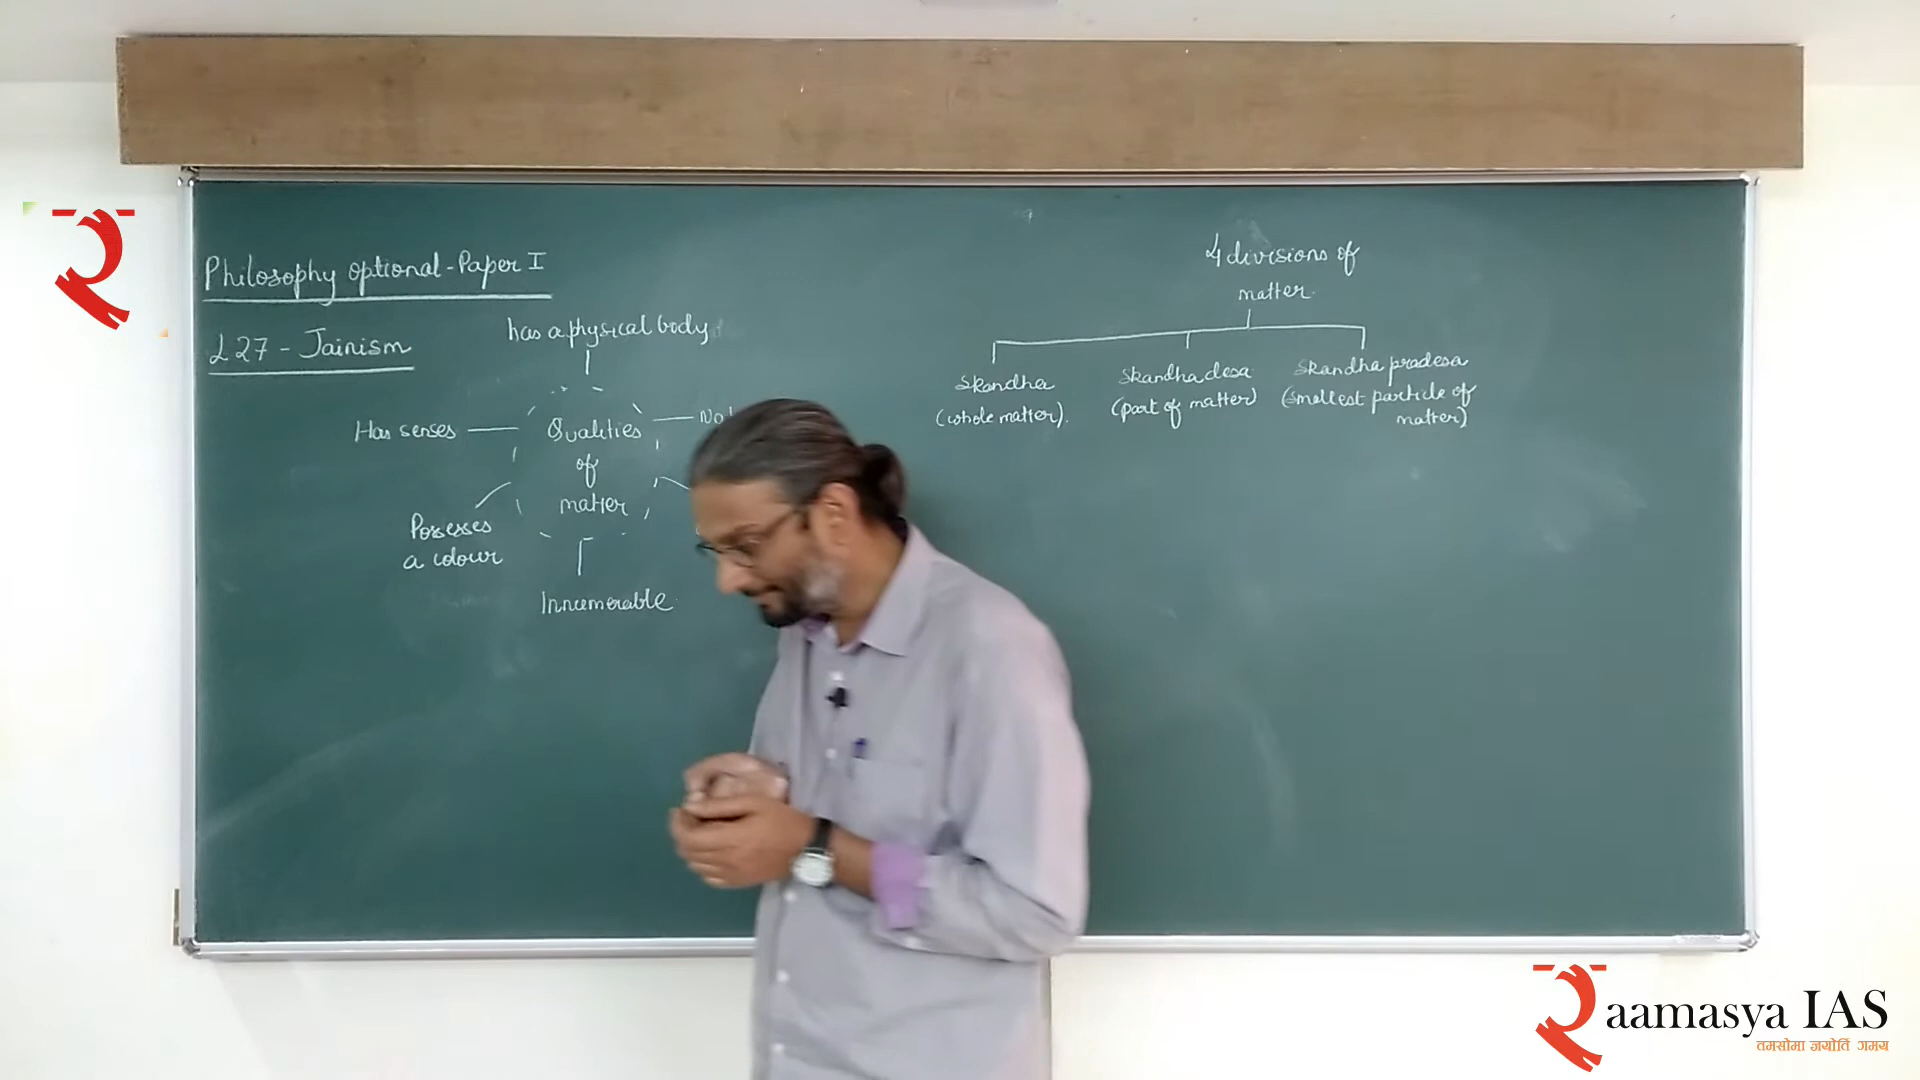 Philosophy optional - Paper I
L27 - Jainism
has a physical body
Has senses
Qualities
of
matter
Possesses
a colour
Innumerable
4 divisions of
matter
Skandha
(whole matter).
Skandha desa
(part of matter)
Skandha pradesa
(smallest particle of
matter)
aamasya IAS
तमसोमा ज्योर्ति गमय